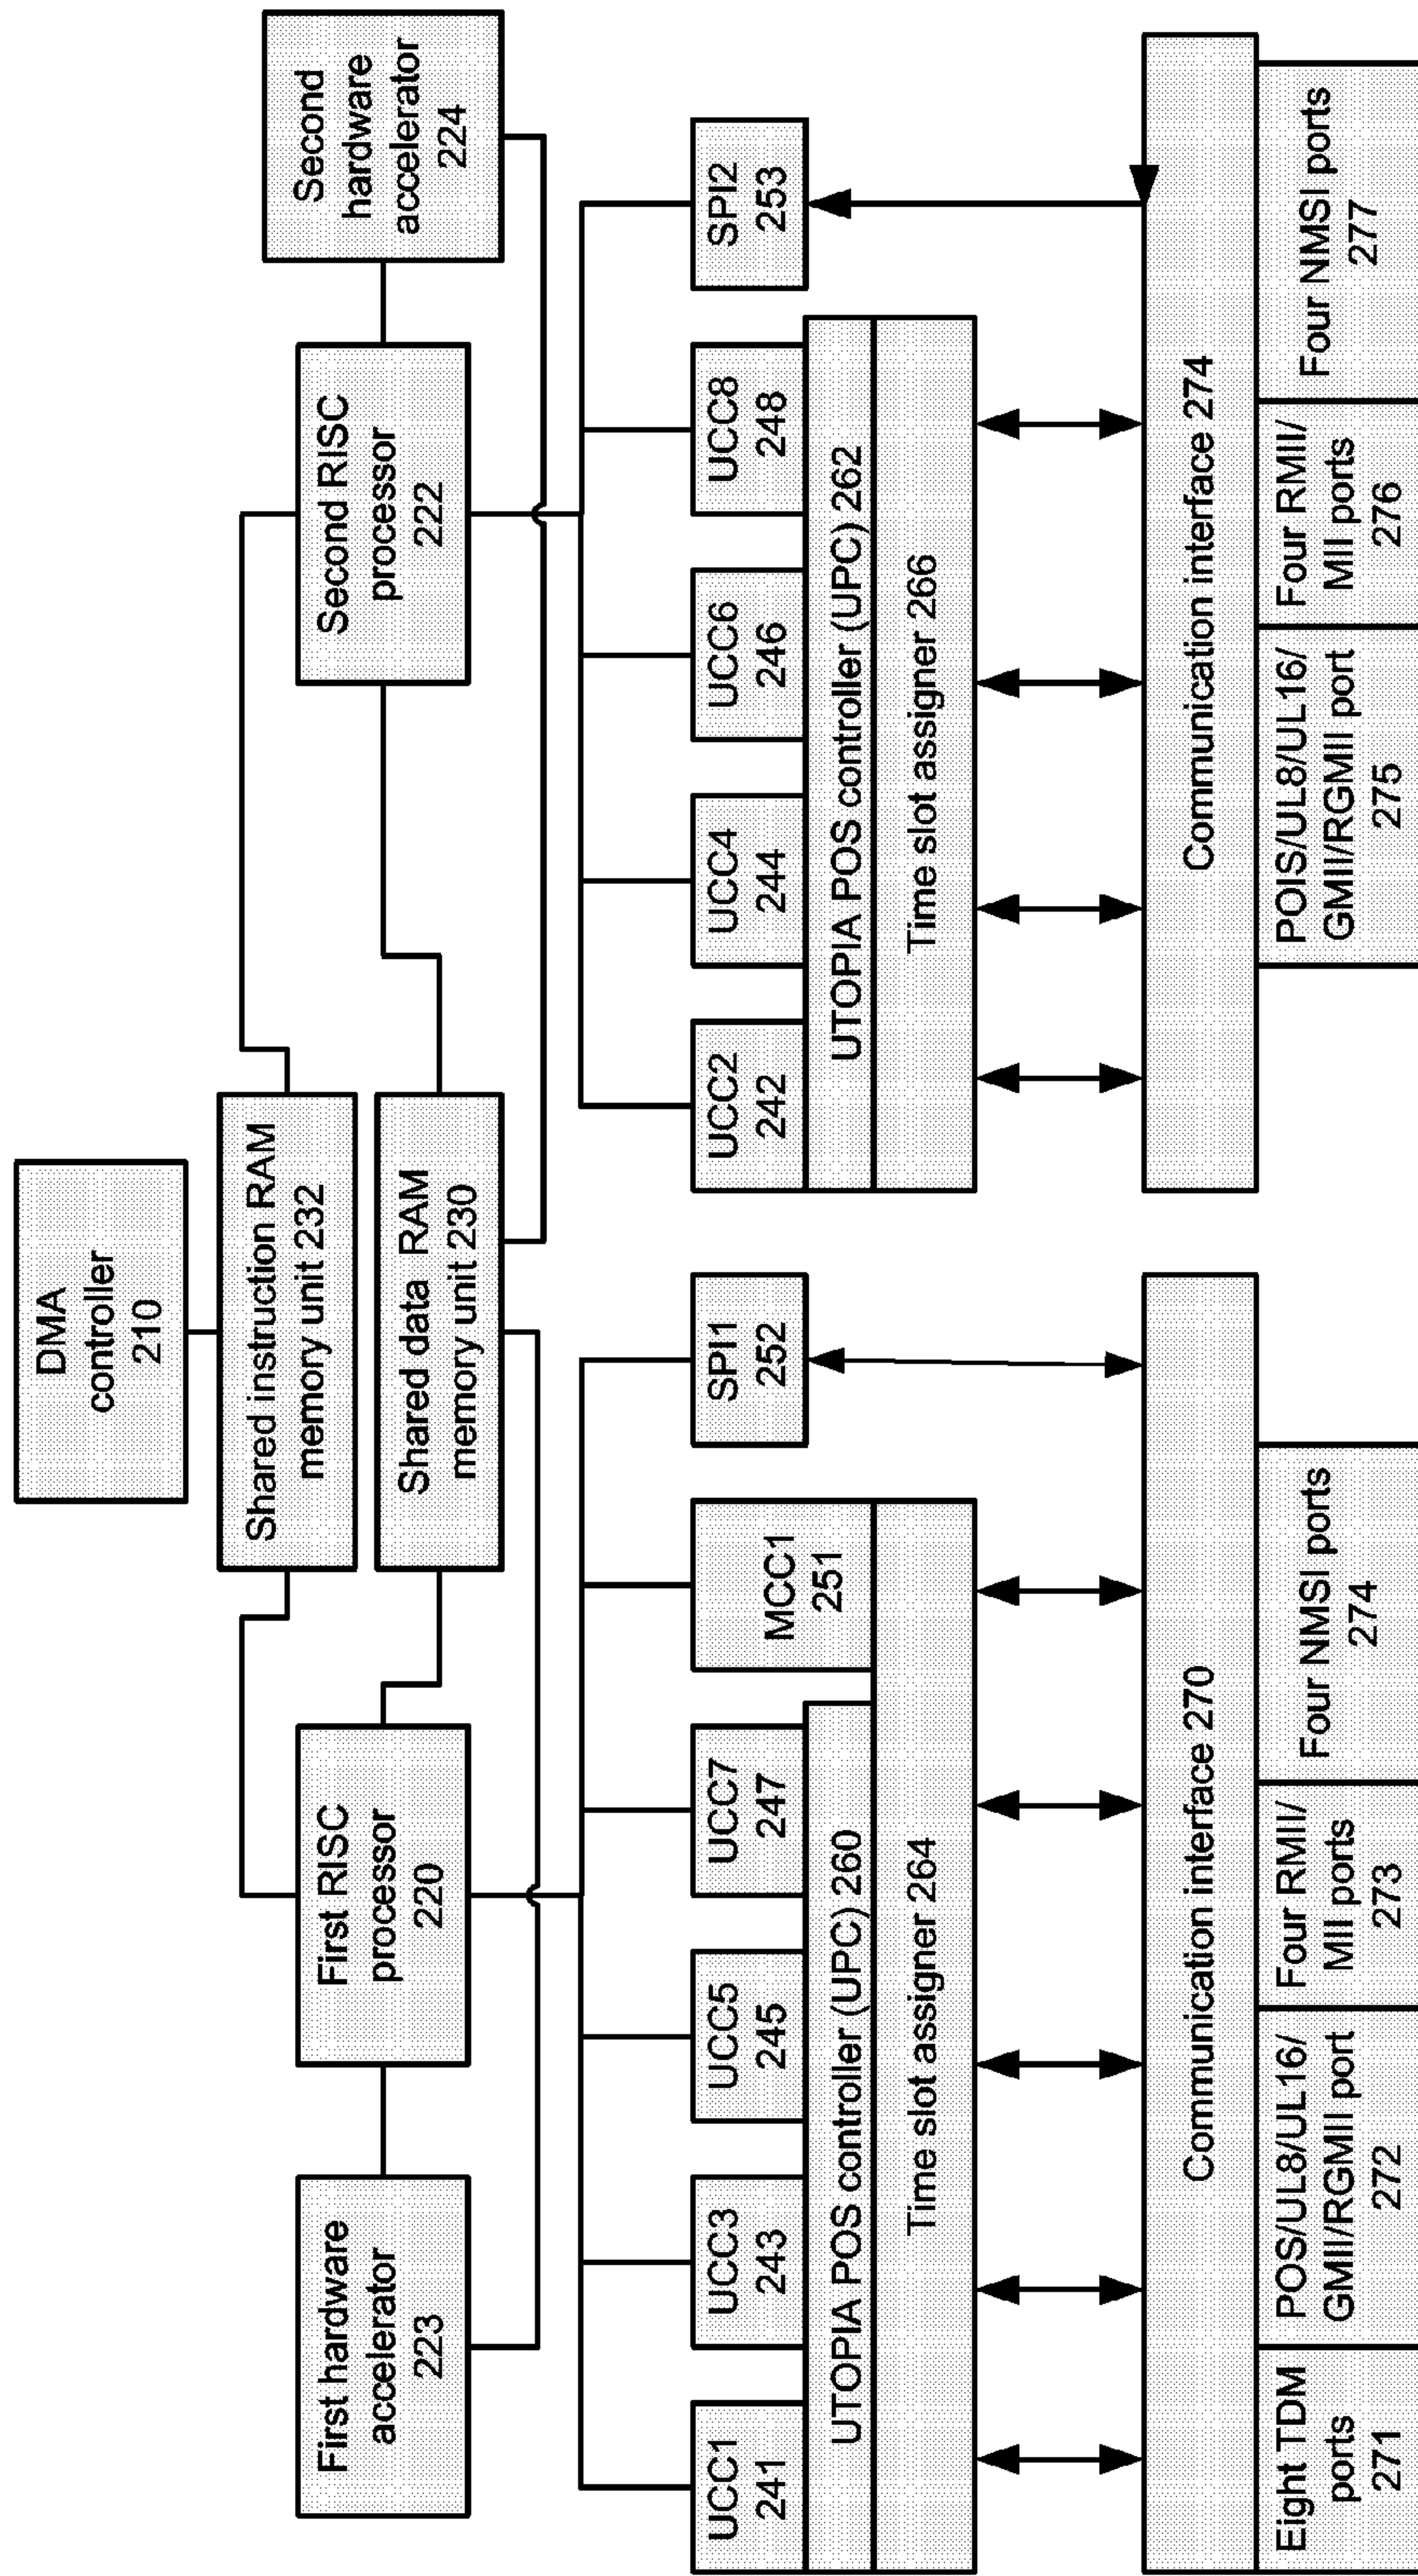 DMA
controller
210
Shared instruction RAM
memory unit 232
Shared data RAM
memory unit 230
First hardware
accelerator
223
First RISC
processor
220
Second RISC
processor
222
Second
hardware
accelerator
224
UCC1
241
UCC3
243
UCC5
245
UCC7
247
MCC1
251
SPI1
252
UCC2
242
UCC4
244
UCC6
246
UCC8
248
SPI2
253
UTOPIA POS controller (UPC) 260
Time slot assigner 264
UTOPIA POS controller (UPC) 262
Time slot assigner 266
Communication interface 270
Communication interface 274
Eight TDM
ports
271
POS/UL8/UL16/
GMII/RGMII port
272
Four RMII/
MII ports
273
Four NMSI ports
274
POIS/UL8/UL16/
GMII/RGMII port
275
Four RMII/
MII ports
276
Four NMSI ports
277